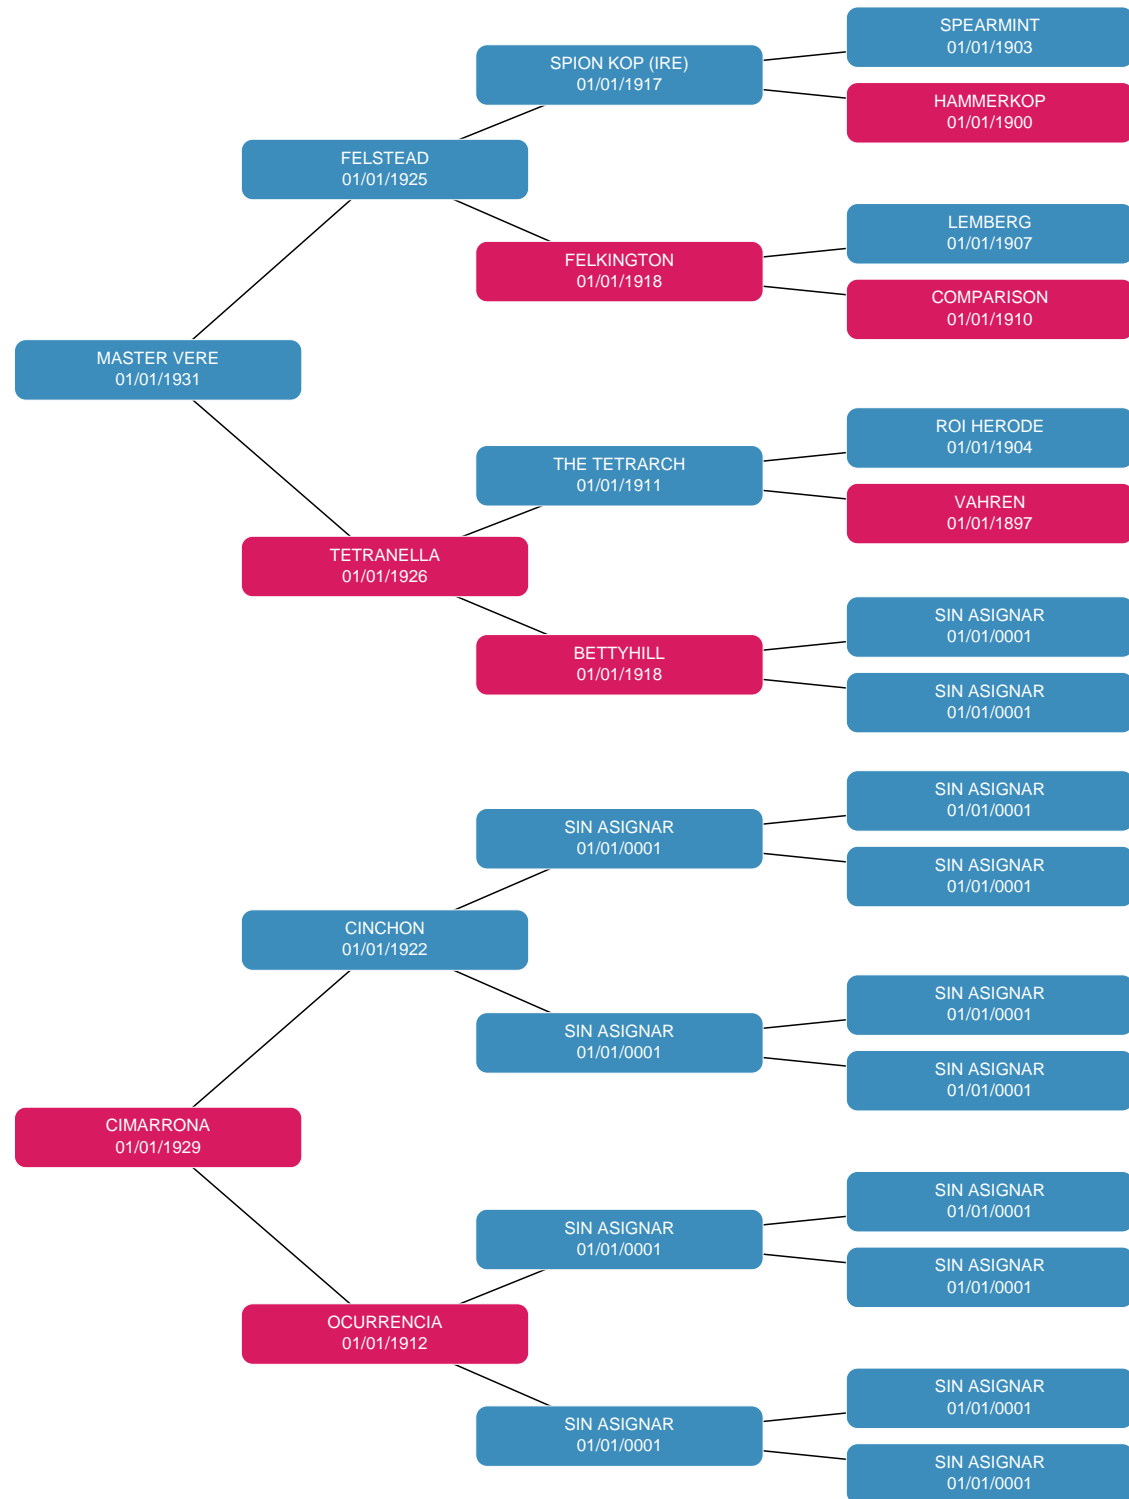 SPEARMINT
01/01/1903
SPION KOP (IRE)
01/01/1917
HAMMERKOP
01/01/1900
FELSTEAD
01/01/1925
LEMBERG
01/01/1907
FELKINGTON
01/01/1918
COMPARISON
01/01/1910
MASTER VERE
01/01/1931
ROI HERODE
01/01/1904
THE TETRARCH
01/01/1911
VAHREN
01/01/1897
TETRANELLA
01/01/1926
SIN ASIGNAR
01/01/0001
BETTYHILL
01/01/1918
SIN ASIGNAR
01/01/0001
SIN ASIGNAR
01/01/0001
SIN ASIGNAR
01/01/0001
SIN ASIGNAR
01/01/0001
CINCHON
01/01/1922
SIN ASIGNAR
01/01/0001
SIN ASIGNAR
01/01/0001
SIN ASIGNAR
01/01/0001
CIMARRONA
01/01/1929
SIN ASIGNAR
01/01/0001
SIN ASIGNAR
01/01/0001
SIN ASIGNAR
01/01/0001
OCURRENCIA
01/01/1912
SIN ASIGNAR
01/01/0001
SIN ASIGNAR
01/01/0001
SIN ASIGNAR
01/01/0001